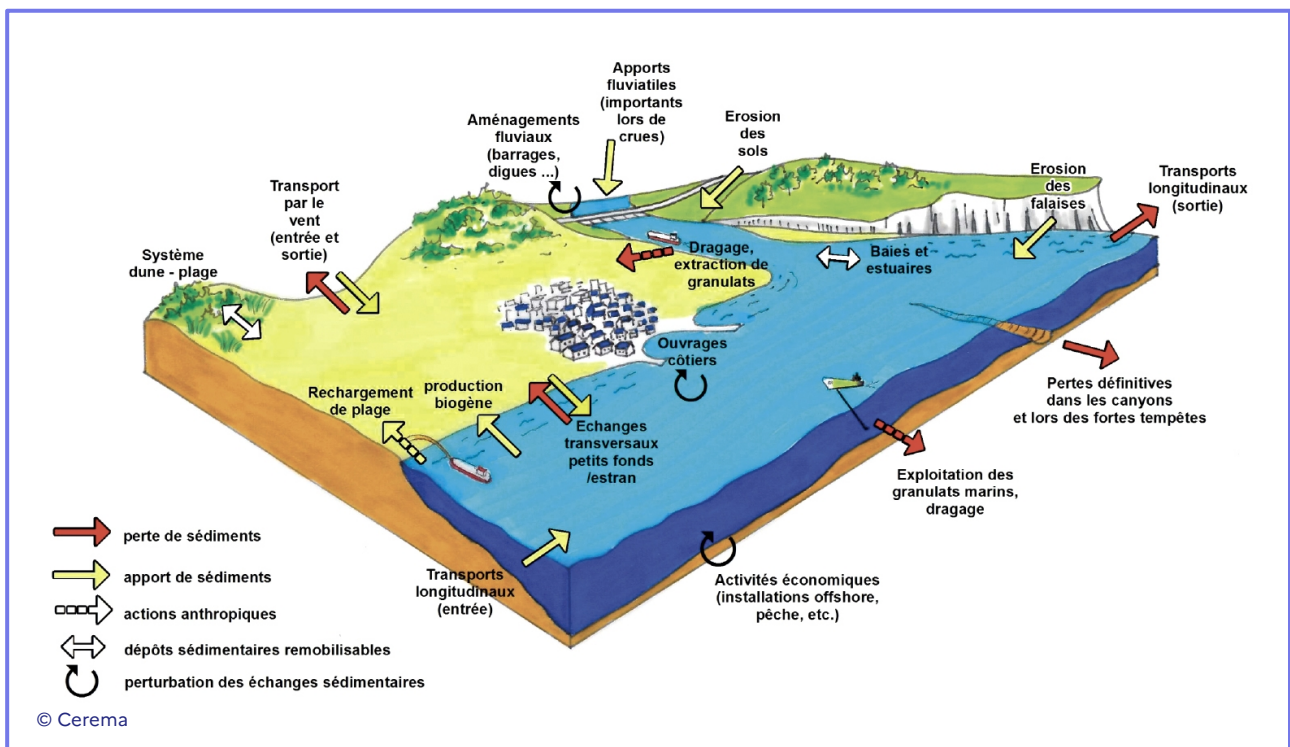 Apports
fluviatiles
(importants
lors de
crues)
Aménagements
fluviaux
(barrages,
digues ...)
Erosion
des
sols
Erosion
des
falaises
Transports
longitudinaux
(sortie)
Transport
par le
vent
(entrée et
sortie)
Système
dune - plage
Dragage,
extraction de
granulats
Baies et
estuaires
Ouvrages
côtiers
Pertes définitives
dans les canyons
et lors des fortes tempêtes
Rechargement
de plage
production
biogène
Echanges
transversaux
petits fonds
/estran
Exploitation des
granulats marins,
dragage
Transports
longitudinaux
(entrée)
Activités économiques
(installations offshore,
pêche, etc.)
perte de sédiments
apport de sédiments
actions anthropiques
dépôts sédimentaires remobilisables
perturbation des échanges sédimentaires
© Cerema